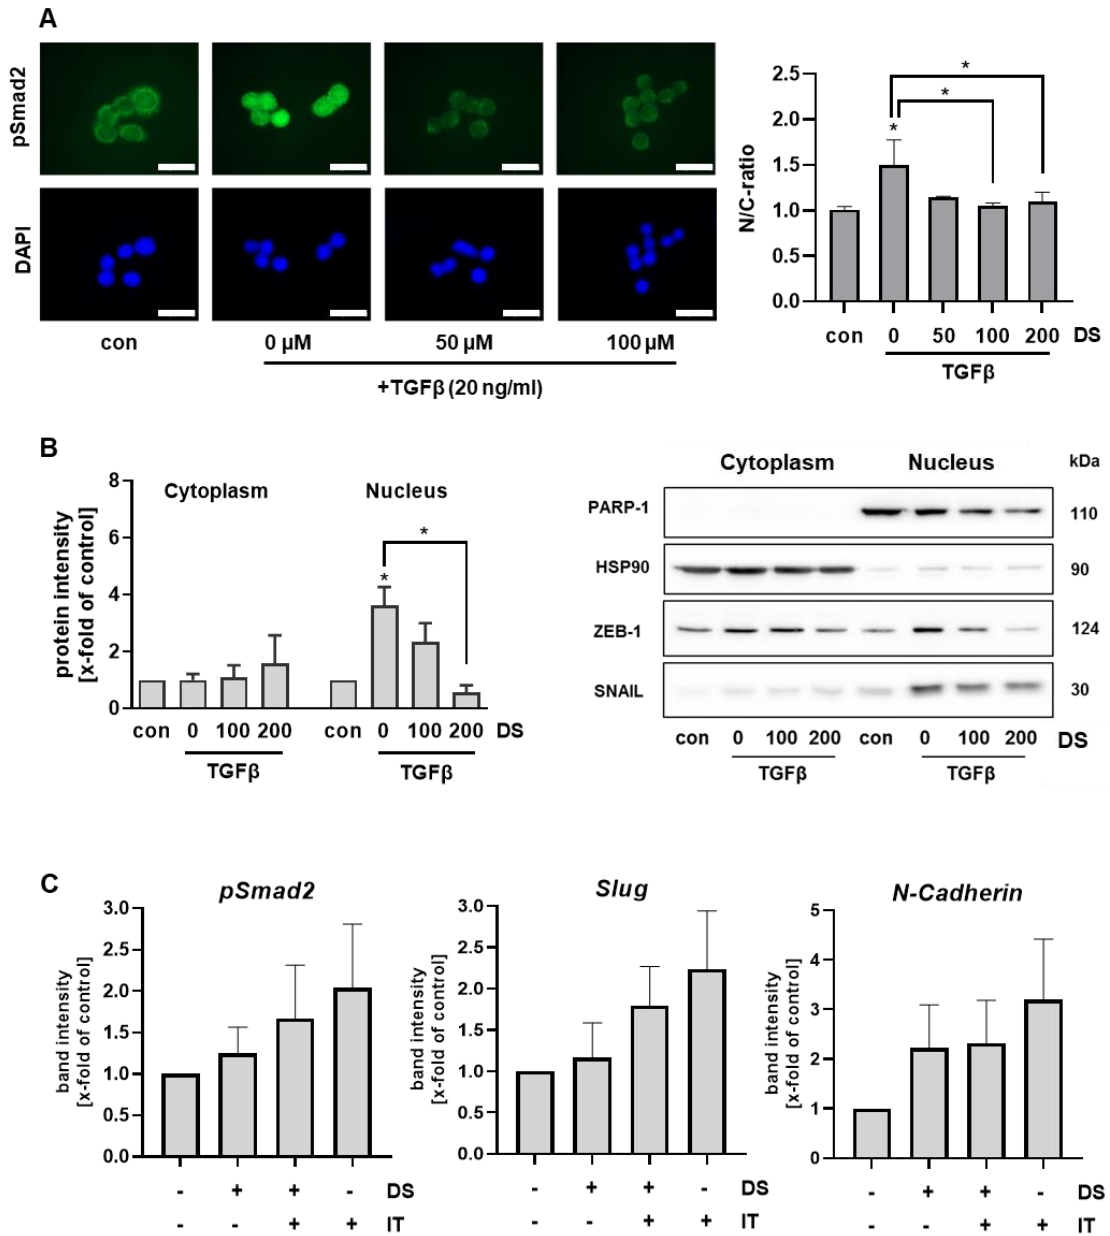 A
pSmad2
DAPI
con
0 µM
50 µM
100 µM
+TGFβ (20 ng/ml)
N/C-ratio
2.5
2.0
1.5
1.0
0.5
0.0
*
*
*
con 0 50 100 200 DS
TGFβ
B
protein intensity
[x-fold of control]
8
6
4
2
0
Cytoplasm
Nucleus
*
*
con 0 100 200 con 0 100 200 DS
TGFβ TGFβ
Cytoplasm Nucleus kDa
PARP-1 110
HSP90 90
ZEB-1 124
SNAIL 30
con 0 100 200 con 0 100 200 DS
TGFβ TGFβ
C
pSmad2
band intensity
[x-fold of control]
3.0
2.5
2.0
1.5
1.0
0.5
0.0
- + + - DS
- - + + IT
Slug
band intensity
[x-fold of control]
3.0
2.5
2.0
1.5
1.0
0.5
0.0
- + + - DS
- - + + IT
N-Cadherin
band intensity
[x-fold of control]
5
4
3
2
1
0
- + + - DS
- - + + IT